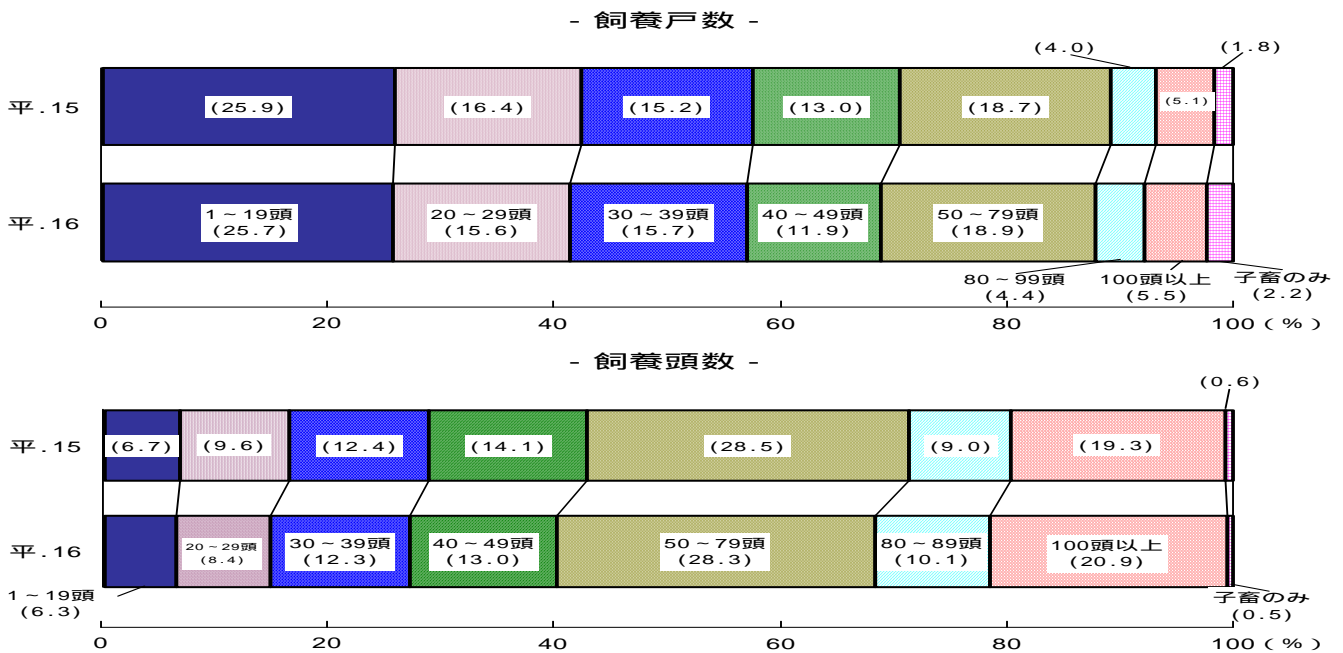 - 飼養戸数 -
(4.0)
(1.8)
平.15
(25.9)
(16.4)
(15.2)
(13.0)
(18.7)
(5.1)
平.16
1～19頭
(25.7)
20～29頭
(15.6)
30～39頭
(15.7)
40～49頭
(11.9)
50～79頭
(18.9)
80～99頭
(4.4)
100頭以上
(5.5)
子畜のみ
(2.2)
0 20 40 60 80 100 (％)
- 飼養頭数 -
(0.6)
平.15
(6.7)
(9.6)
(12.4)
(14.1)
(28.5)
(9.0)
(19.3)
平.16
1～19頭
(6.3)
20～29頭
(8.4)
30～39頭
(12.3)
40～49頭
(13.0)
50～79頭
(28.3)
80～89頭
(10.1)
100頭以上
(20.9)
子畜のみ
(0.5)
0 20 40 60 80 100 (％)